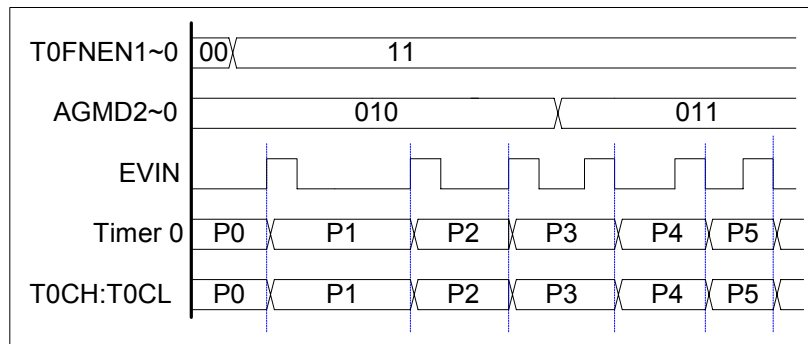 T0FNEN1~0 00 11
AGMD2~0 010 011
EVIN
Timer 0 P0 P1 P2 P3 P4 P5
T0CH:T0CL P0 P1 P2 P3 P4 P5